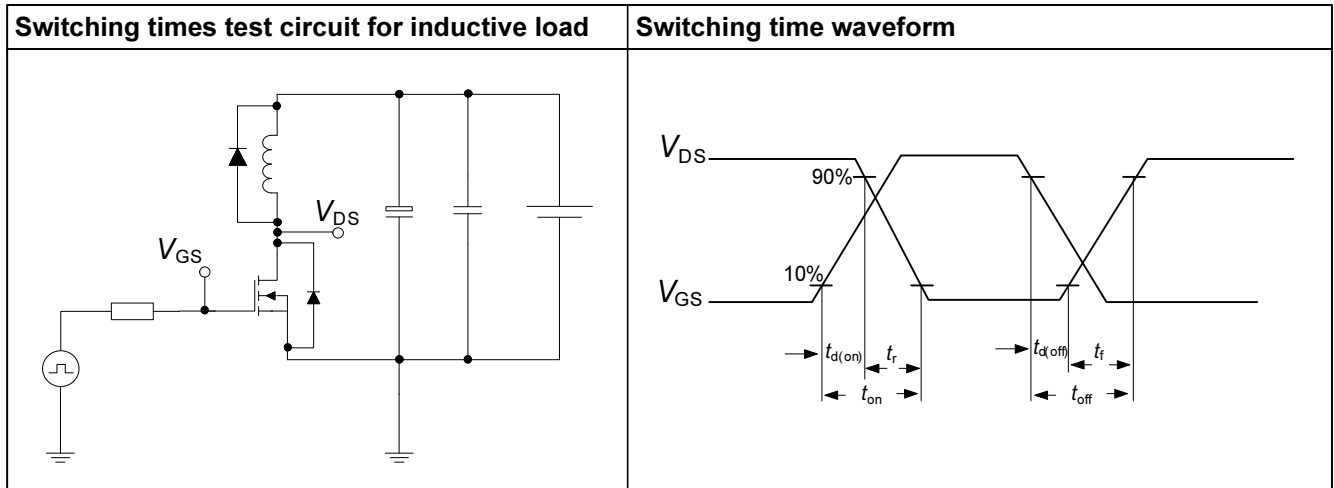 Switching times test circuit for inductive load
Switching time waveform
VDS
VGS
VDS
90%
10%
VGS
td(on)
tr
ton
td(off)
tf
toff